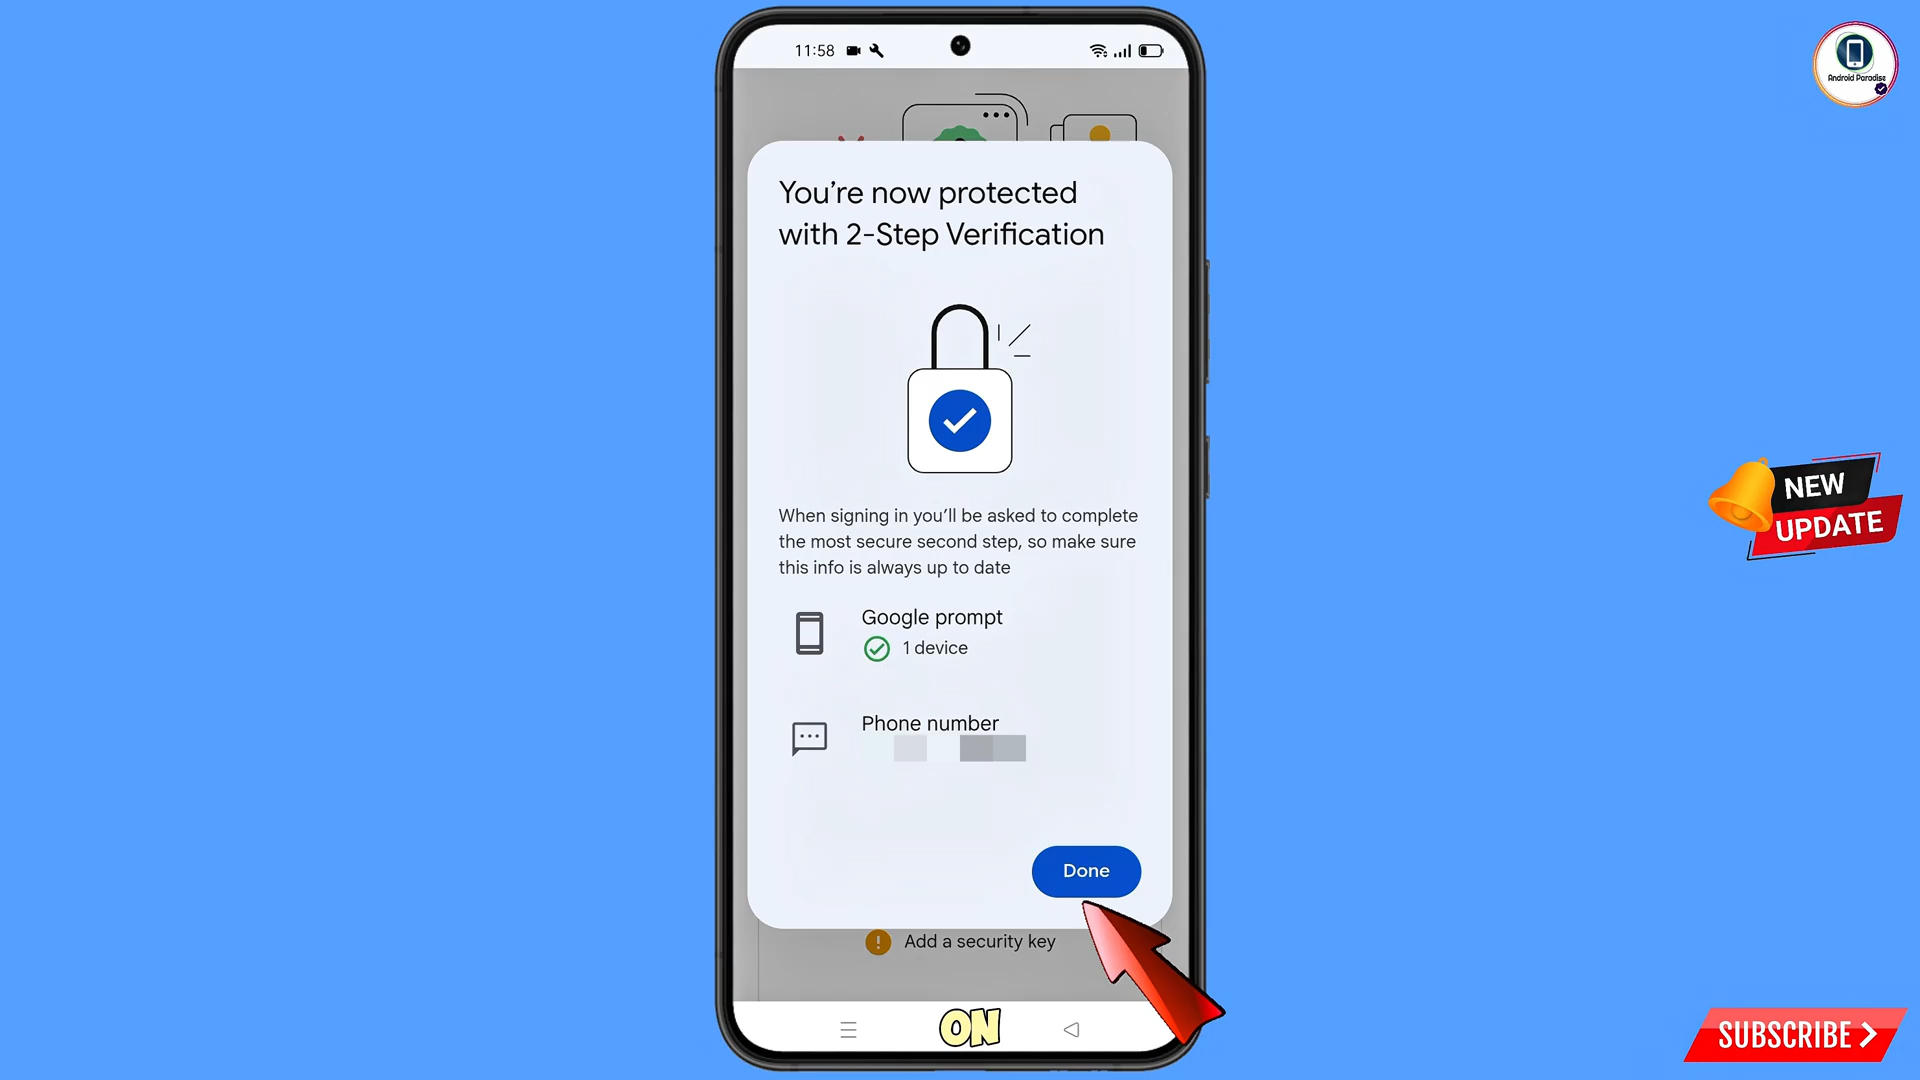 11:58
Android Paradise
You're now protected
with 2-Step Verification
When signing in you'll be asked to complete
the most secure second step, so make sure
this info is always up to date
Google prompt
1 device
Phone number
Done
Add a security key
ON
NEW
UPDATE
SUBSCRIBE